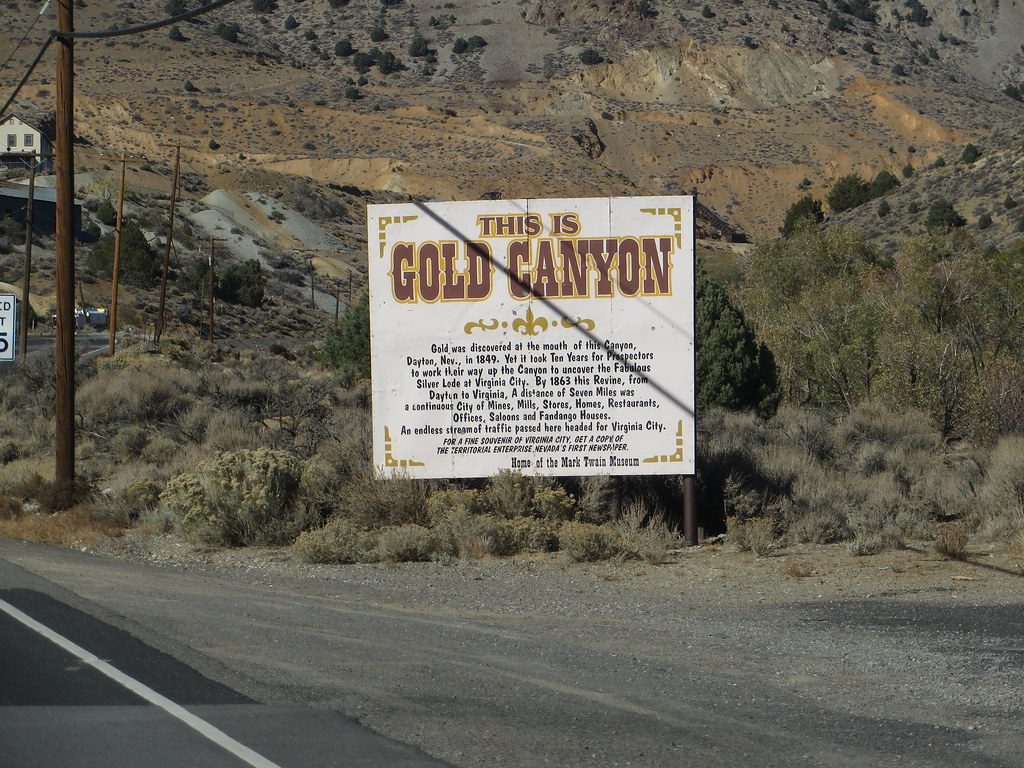 THIS IS
GOLD CANYON
Gold was discovered at the mouth of this Canyon,
Dayton, Nev., in 1849. Yet it took Ten Years for Prospectors
to work their way up the Canyon to uncover the Fabulous
Silver Lode at Virginia City. By 1863 this Revine, from
Dayton to Virginia, A distance of Seven Miles was
a continuous City of Mines, Mills, Stores, Homes, Restaurants,
Offices, Saloons and Fandango Houses.
An endless stream of traffic passed here headed for Virginia City.
FOR A FINE SOUVENIR OF VIRGINIA CITY, GET A COPY OF
THE TERRITORIAL ENTERPRISE, NEVADA'S FIRST NEWSPAPER.
Home of the Mark Twain Museum
ED
T
5